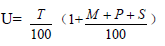 U= T/100 (1+ M+P+S/100 )